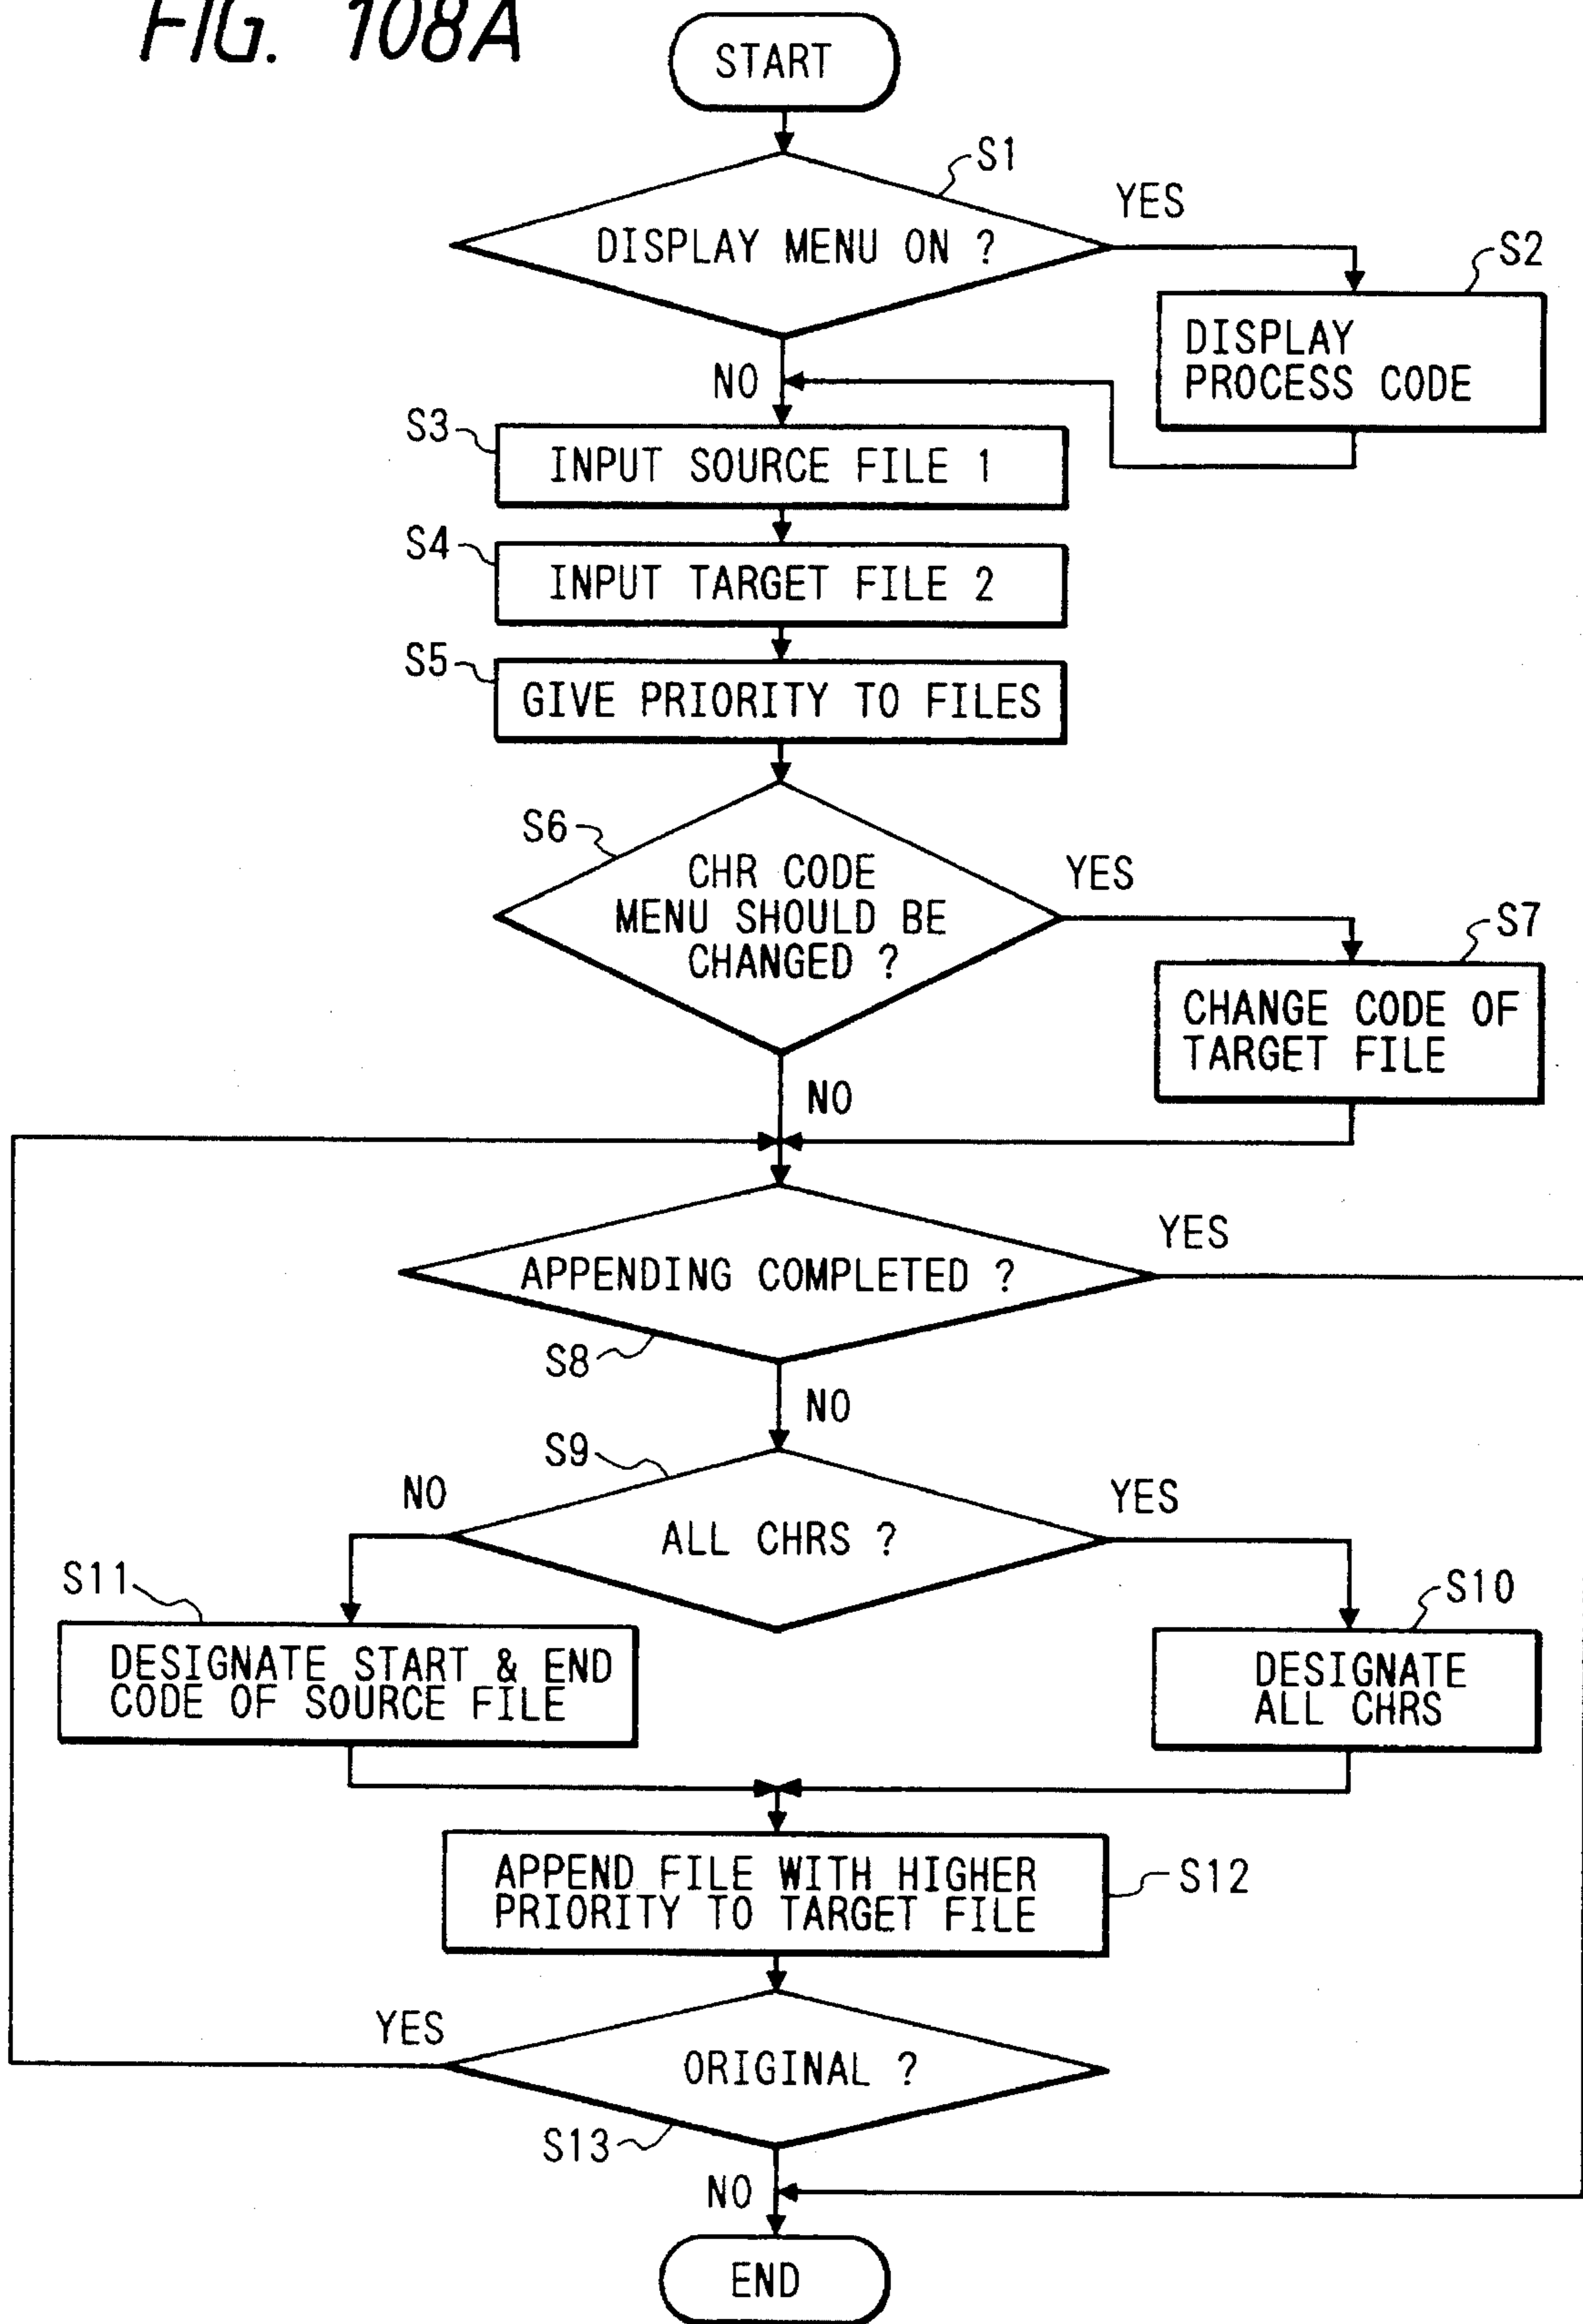 FIG. 108A
START
S1
DISPLAY MENU ON ?
YES
S2
DISPLAY
PROCESS CODE
NO
S3
INPUT SOURCE FILE 1
S4
INPUT TARGET FILE 2
S5
GIVE PRIORITY TO FILES
S6
CHR CODE
MENU SHOULD BE
CHANGED ?
YES
S7
CHANGE CODE OF
TARGET FILE
NO
APPENDING COMPLETED ?
YES
S8
NO
S9
NO
ALL CHRS ?
YES
S11
DESIGNATE START & END
CODE OF SOURCE FILE
S10
DESIGNATE
ALL CHRS
APPEND FILE WITH HIGHER
PRIORITY TO TARGET FILE
S12
YES
ORIGINAL ?
S13
NO
END